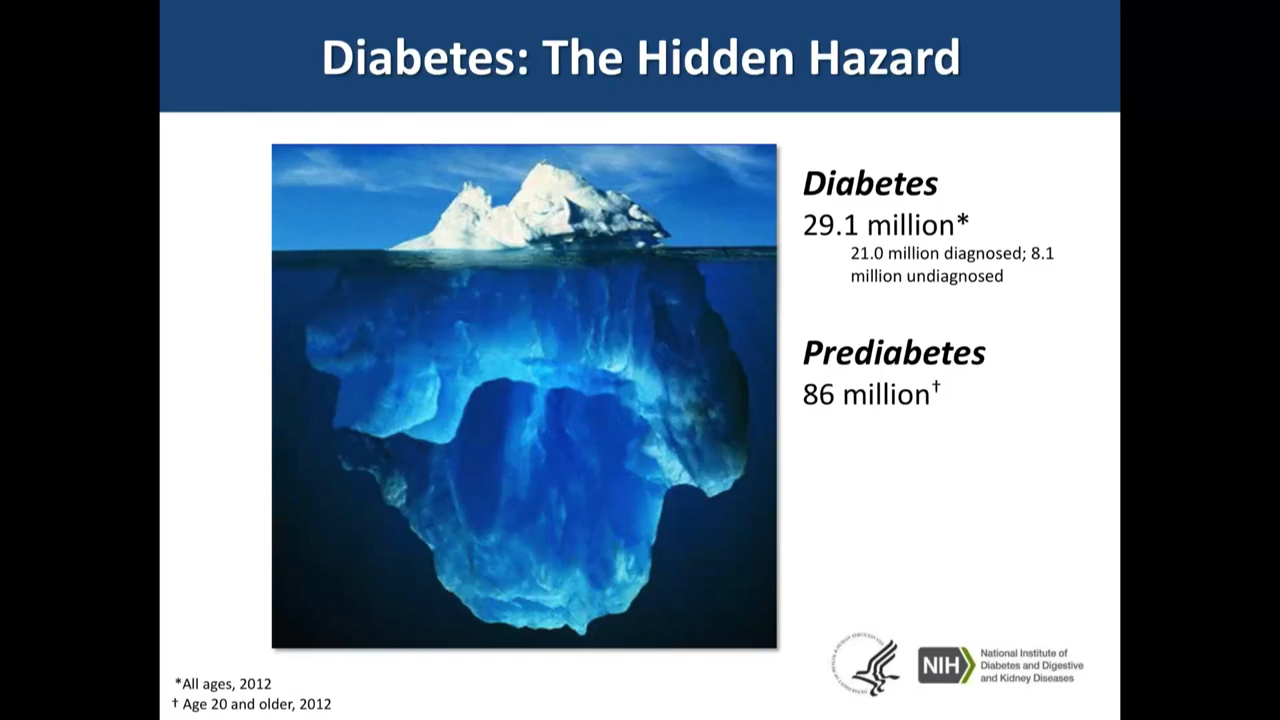 Diabetes: The Hidden Hazard
Diabetes
29.1 million*
21.0 million diagnosed; 8.1
million undiagnosed
Prediabetes
86 million†
NIH
National Institute of
Diabetes and Digestive
and Kidney Diseases
*All ages, 2012
† Age 20 and older, 2012